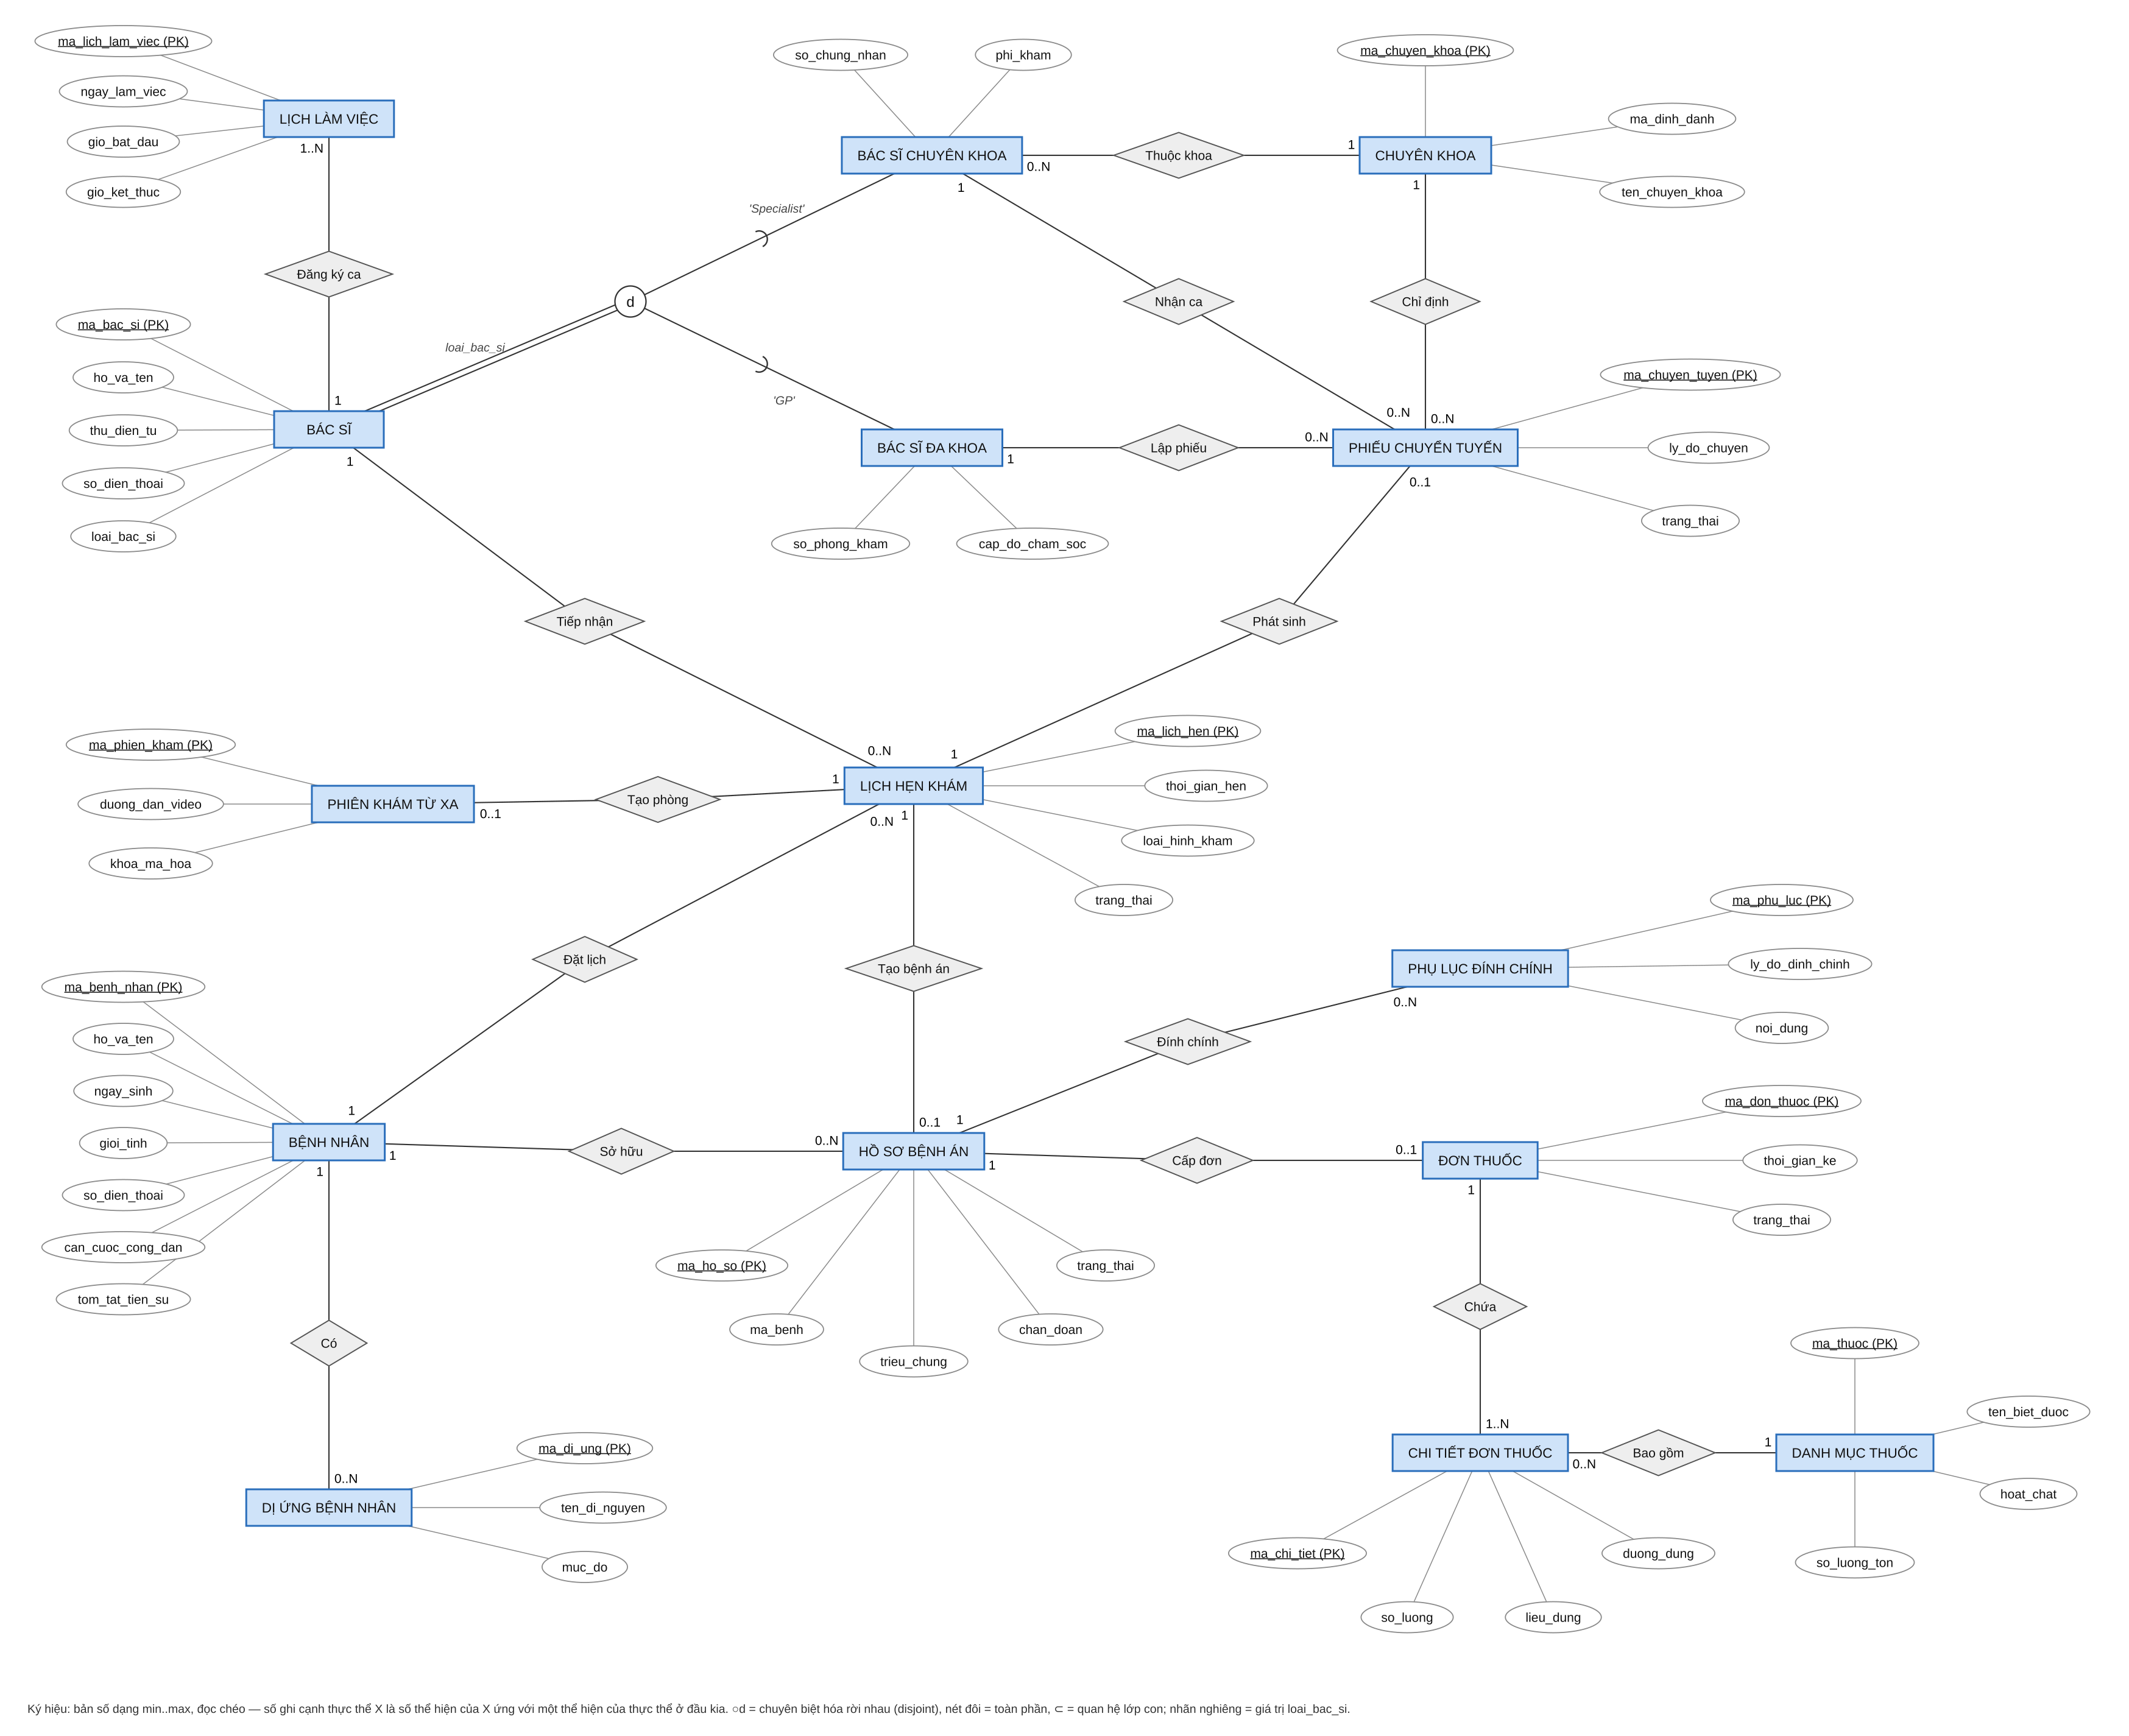 ma_lich_lam_viec (PK)
ngay_lam_viec
gio_bat_dau
gio_ket_thuc
LỊCH LÀM VIỆC
1..N
Đăng ký ca
1
ma_bac_si (PK)
ho_va_ten
thu_dien_tu
so_dien_thoai
loai_bac_si
BÁC SĨ
1
loai_bac_si
d
'Specialist'
'GP'
so_chung_nhan
phi_kham
BÁC SĨ CHUYÊN KHOA
0..N
1
Thuộc khoa
1
ma_chuyen_khoa (PK)
CHUYÊN KHOA
1
ma_dinh_danh
ten_chuyen_khoa
Nhận ca
0..N
Chỉ định
0..N
BÁC SĨ ĐA KHOA
1
so_phong_kham
cap_do_cham_soc
Lập phiếu
0..N
PHIẾU CHUYỂN TUYẾN
0..1
ma_chuyen_tuyen (PK)
ly_do_chuyen
trang_thai
Tiếp nhận
0..N
Phát sinh
1
ma_phien_kham (PK)
duong_dan_video
khoa_ma_hoa
PHIÊN KHÁM TỪ XA
0..1
Tạo phòng
1
LỊCH HẸN KHÁM
0..N
1
ma_lich_hen (PK)
thoi_gian_hen
loai_hinh_kham
trang_thai
Đặt lịch
1
Tạo bệnh án
0..1
ma_phu_luc (PK)
ly_do_dinh_chinh
noi_dung
PHỤ LỤC ĐÍNH CHÍNH
0..N
Đính chính
1
ma_benh_nhan (PK)
ho_va_ten
ngay_sinh
gioi_tinh
so_dien_thoai
can_cuoc_cong_dan
tom_tat_tien_su
BỆNH NHÂN
1
1
Sở hữu
0..N
HỒ SƠ BỆNH ÁN
1
ma_ho_so (PK)
ma_benh
trieu_chung
chan_doan
trang_thai
Cấp đơn
0..1
ĐƠN THUỐC
1
ma_don_thuoc (PK)
thoi_gian_ke
trang_thai
Có
0..N
DỊ ỨNG BỆNH NHÂN
ma_di_ung (PK)
ten_di_nguyen
muc_do
Chứa
1..N
CHI TIẾT ĐƠN THUỐC
0..N
ma_chi_tiet (PK)
so_luong
lieu_dung
duong_dung
Bao gồm
1
DANH MỤC THUỐC
ma_thuoc (PK)
ten_biet_duoc
hoat_chat
so_luong_ton
Ký hiệu: bản số dạng min..max, đọc chéo — số ghi cạnh thực thể X là số thể hiện của X ứng với một thể hiện của thực thể ở đầu kia. ○d = chuyên biệt hóa rời nhau (disjoint), nét đôi = toàn phần, ⊂ = quan hệ lớp con; nhãn nghiêng = giá trị loai_bac_si.